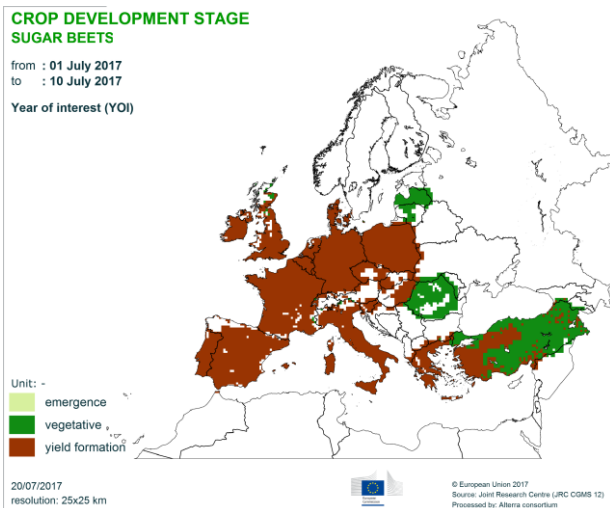 CROP DEVELOPMENT STAGE
SUGAR BEETS
from : 01 July 2017
to : 10 July 2017
Year of interest (YOI)
Unit: -
emergence
vegetative
yield formation
20/07/2017
resolution: 25x25 km
European
Commission
© European Union 2017
Source: Joint Research Centre (JRC CGMS 12)
Processed by: Alterra consortium